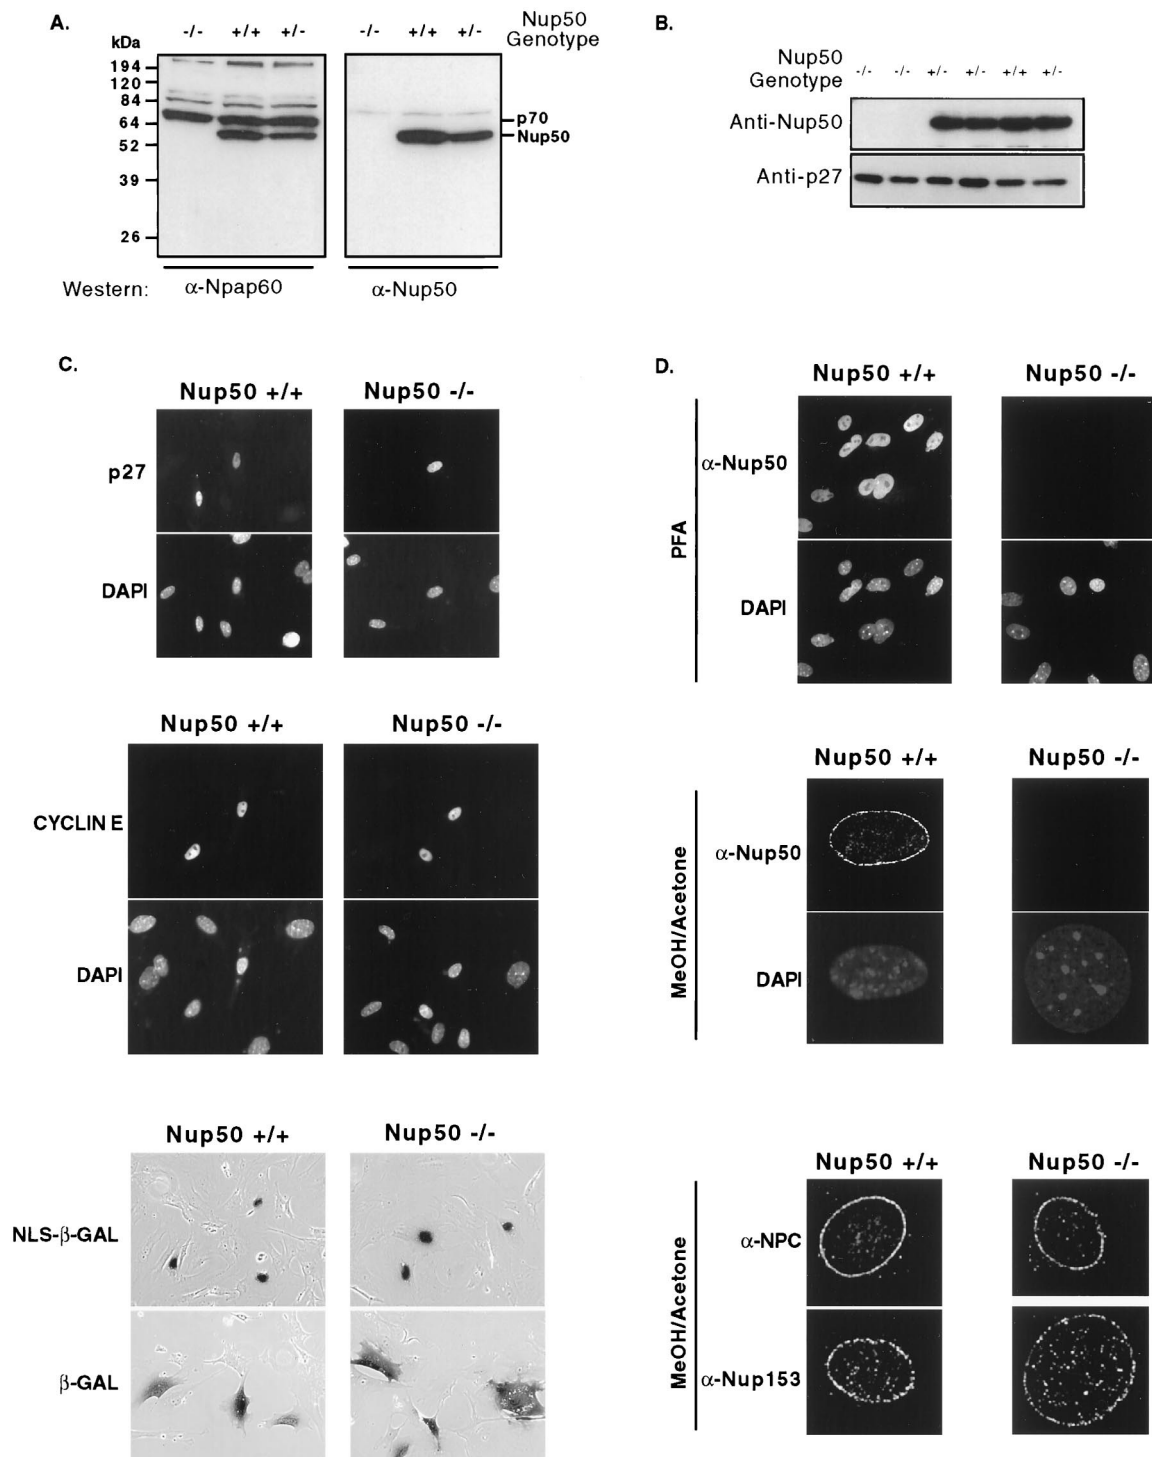 A.
-/- +/+ +/- -/- +/+ +/- Nup50 Genotype
kDa
194
120
84
64
52
39
26
p70
Nup50
Western: α-Npap60 α-Nup50
B.
Nup50 Genotype -/- -/- +/- +/- +/+ +/-
Anti-Nup50
Anti-p27
C.
Nup50 +/+ Nup50 -/-
p27
DAPI
Nup50 +/+ Nup50 -/-
CYCLIN E
DAPI
Nup50 +/+ Nup50 -/-
NLS-β-GAL
β-GAL
D.
Nup50 +/+ Nup50 -/-
PFA
α-Nup50
DAPI
Nup50 +/+ Nup50 -/-
MeOH/Acetone
α-Nup50
DAPI
Nup50 +/+ Nup50 -/-
MeOH/Acetone
α-NPC
α-Nup153